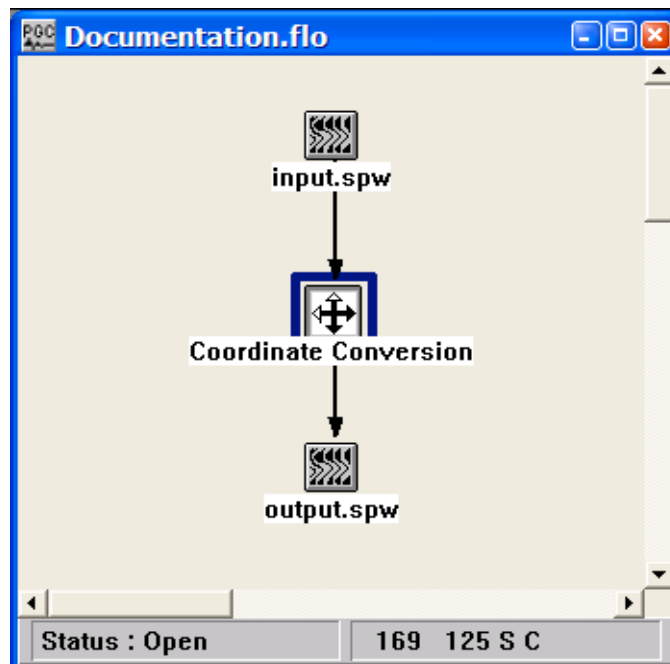 PGC Documentation.flo
input.spw
Coordinate Conversion
output.spw
Status : Open 169 125 S C